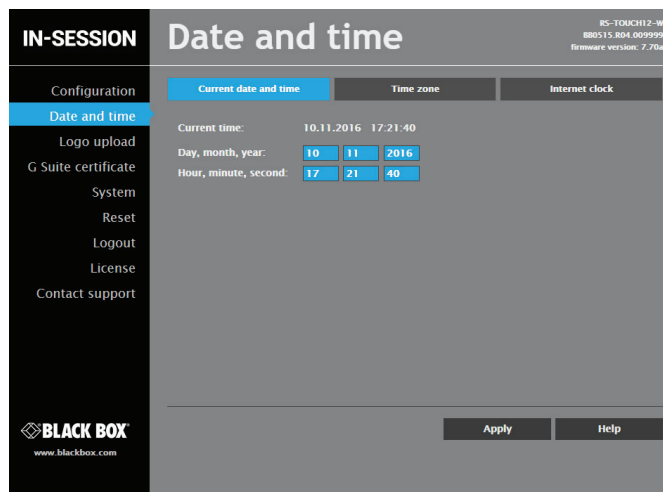 IN-SESSION
Date and time
RS-TOUCH12-W
880515.R04.009999
firmware version: 7.70a
Configuration
Date and time
Logo upload
G Suite certificate
System
Reset
Logout
License
Contact support
Current date and time
Time zone
Internet clock
Current time: 10.11.2016 17:21:40
Day, month, year: 10 11 2016
Hour, minute, second: 17 21 40
BLACK BOX®
www.blackbox.com
Apply
Help